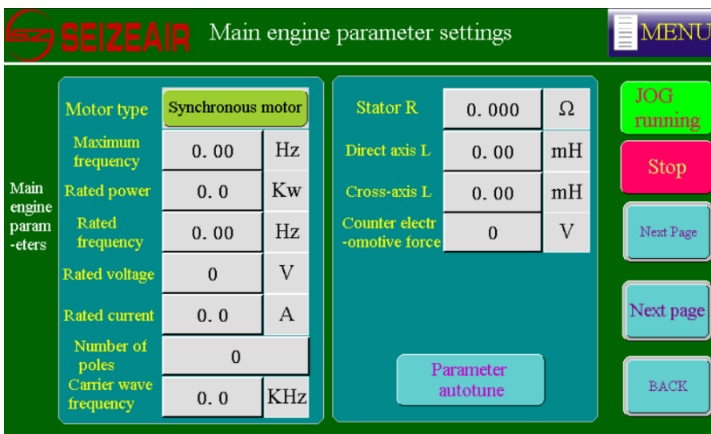 SEIZEAIR
Main engine parameter settings
MENU
Main
engine
param
-eters
Motor type
Synchronous motor
Maximum
frequency
0.00
Hz
Rated power
0.0
Kw
Rated
frequency
0.00
Hz
Rated voltage
0
V
Rated current
0.0
A
Number of
poles
0
Carrier wave
frequency
0.0
KHz
Stator R
0.000
Ω
Direct axis L
0.00
mH
Cross-axis L
0.00
mH
Counter electr
-omotive force
0
V
Parameter
autotune
JOG
running
Stop
Next Page
Next page
BACK